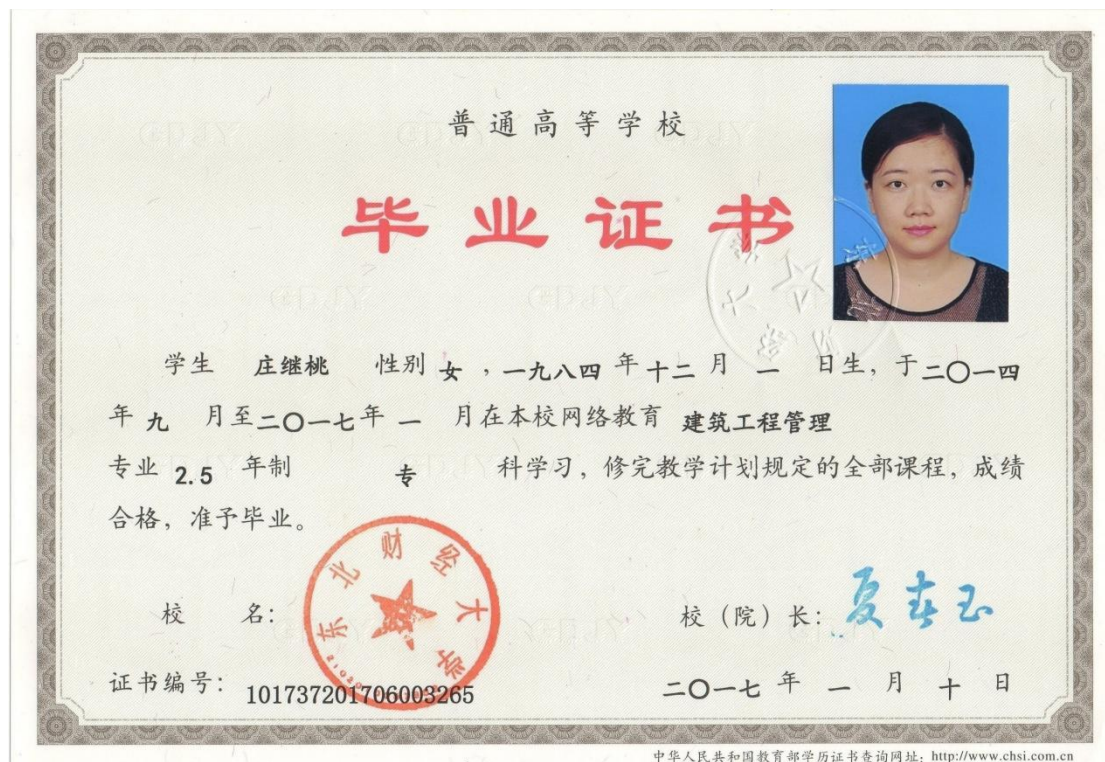 普通高等学校
毕业证书
学生 庄继桃 性别 女，一九八四 年 十二 月 一 日生，于二〇一四
年 九 月至二〇一七年 一 月在本校网络教育 建筑工程管理
专业 2.5 年制 专 科学习，修完教学计划规定的全部课程，成绩
合格，准予毕业。
东北财经大学
校 名：
校（院）长：夏春玉
证书编号：101737201706003265
二〇一七 年 一 月 十 日
中华人民共和国教育部学历证书查询网址：http://www.chsi.com.cn